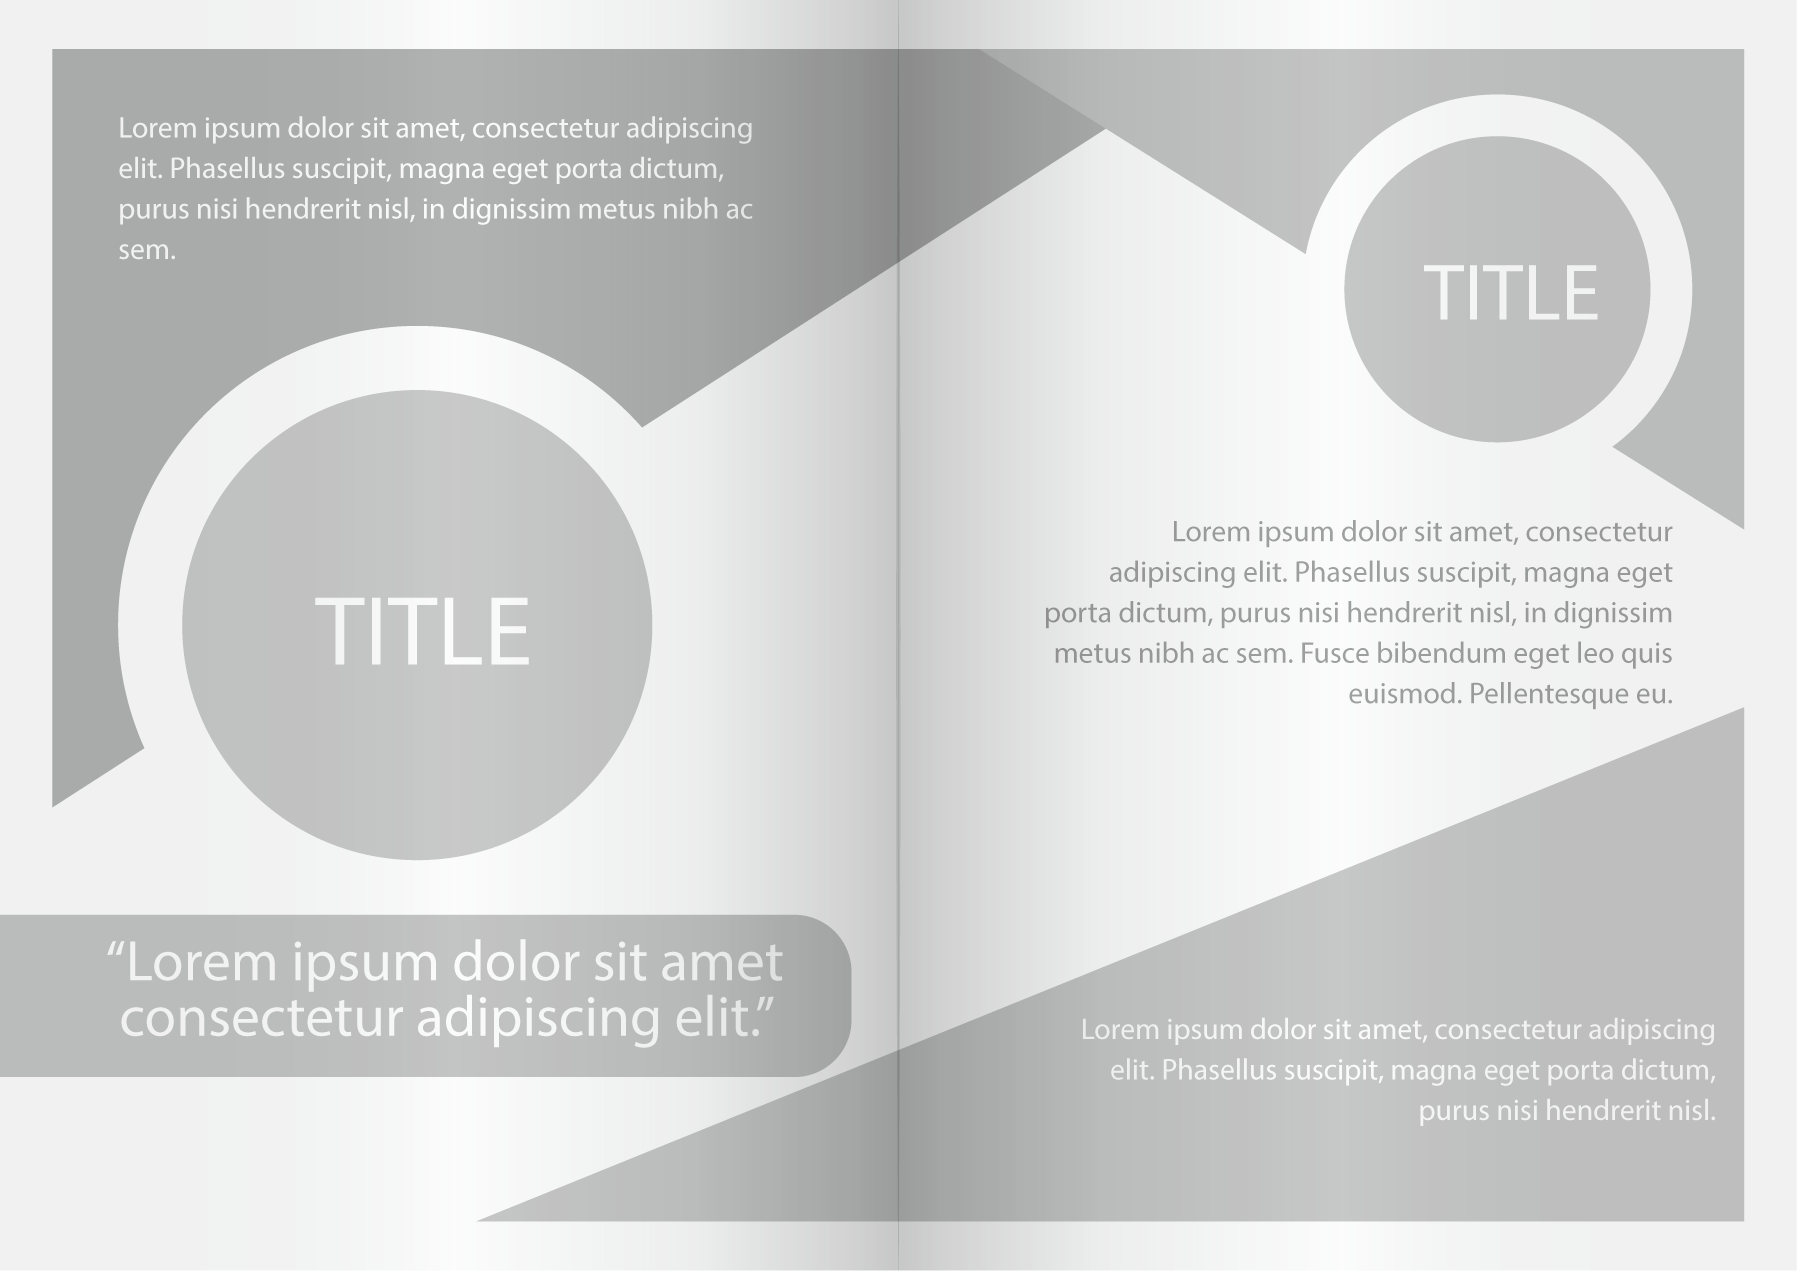 Lorem ipsum dolor sit amet, consectetur adipiscing
elit. Phasellus suscipit, magna eget porta dictum,
purus nisi hendrerit nisl, in dignissim metus nibh ac
sem.
TITLE
“Lorem ipsum dolor sit amet
consectetur adipiscing elit.”
TITLE
Lorem ipsum dolor sit amet, consectetur
adipiscing elit. Phasellus suscipit, magna eget
porta dictum, purus nisi hendrerit nisl, in dignissim
metus nibh ac sem. Fusce bibendum eget leo quis
euismod. Pellentesque eu.
Lorem ipsum dolor sit amet, consectetur adipiscing
elit. Phasellus suscipit, magna eget porta dictum,
purus nisi hendrerit nisl.